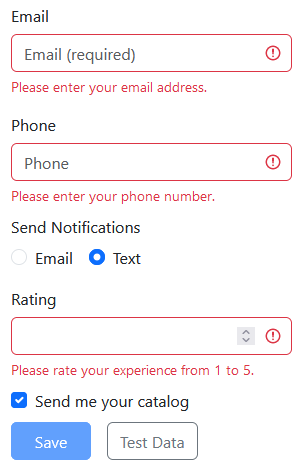 Email
Email (required)
Please enter your email address.
Phone
Phone
Please enter your phone number.
Send Notifications
Email Text
Rating
Please rate your experience from 1 to 5.
Send me your catalog
Save Test Data